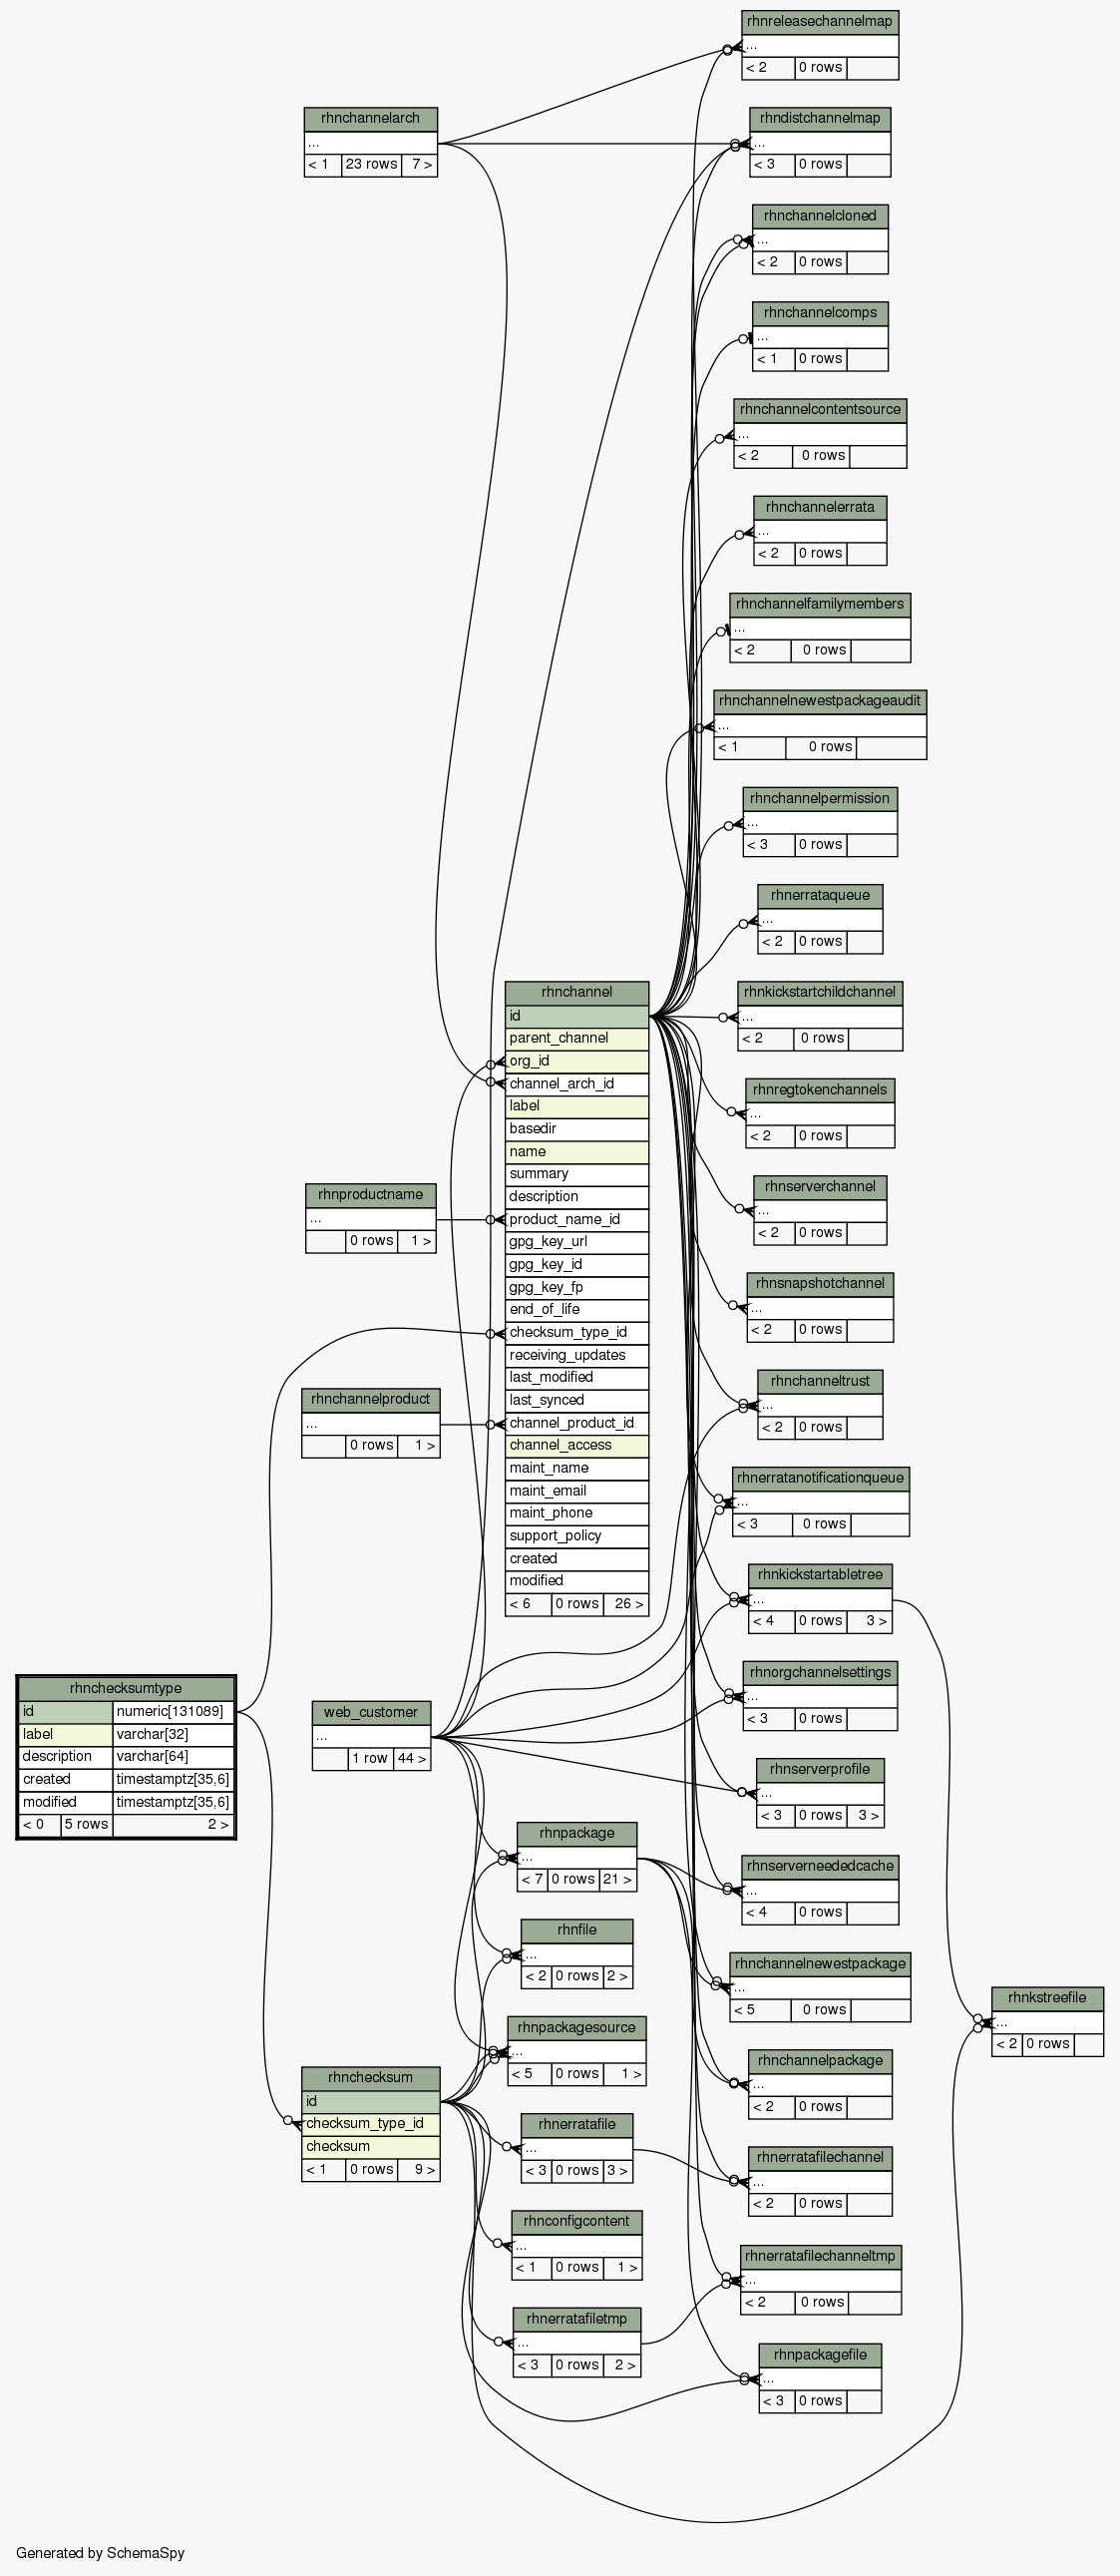 rhnreleasechannelmap
...
< 2 0 rows
rhnchannelarch
...
< 1 23 rows 7 >
rhndistchannelmap
...
< 3 0 rows
rhnchannelcloned
...
< 2 0 rows
rhnchannelcomps
...
< 1 0 rows
rhnchannelcontentsource
...
< 2 0 rows
rhnchannelerrata
...
< 2 0 rows
rhnchannelfamilymembers
...
< 2 0 rows
rhnchannelnewestpackageaudit
...
< 1 0 rows
rhnchannelpermission
...
< 3 0 rows
rhnerrataqueue
...
< 2 0 rows
rhnchannel
id
parent_channel
org_id
channel_arch_id
label
basedir
name
summary
description
product_name_id
gpg_key_url
gpg_key_id
gpg_key_fp
end_of_life
checksum_type_id
receiving_updates
last_modified
last_synced
channel_product_id
channel_access
maint_name
maint_email
maint_phone
support_policy
created
modified
< 6 0 rows 26 >
rhnkickstartchildchannel
...
< 2 0 rows
rhnregtokenchannels
...
< 2 0 rows
rhnserverchannel
...
< 2 0 rows
rhnproductname
...
0 rows 1 >
rhnsnapshotchannel
...
< 2 0 rows
rhnchanneltrust
...
< 2 0 rows
rhnchannelproduct
...
0 rows 1 >
rhnerratanotificationqueue
...
< 3 0 rows
rhnkickstartabletree
...
< 4 0 rows 3 >
rhnorgchannelsettings
...
< 3 0 rows
rhnchecksumtype
id numeric[131089]
label varchar[32]
description varchar[64]
created timestamptz[35,6]
modified timestamptz[35,6]
< 0 5 rows 2 >
web_customer
...
1 row 44 >
rhnserverprofile
...
< 3 0 rows 3 >
rhnpackage
...
< 7 0 rows 21 >
rhnserverneededcache
...
< 4 0 rows
rhnfile
...
< 2 0 rows 2 >
rhnchannelnewestpackage
...
< 5 0 rows
rhnkstreefile
...
< 2 0 rows
rhnpackagesource
...
< 5 0 rows 1 >
rhnchannelpackage
...
< 2 0 rows
rhnchecksum
id
checksum_type_id
checksum
< 1 0 rows 9 >
rhnerratafile
...
< 3 0 rows 3 >
rhnerratafilechannel
...
< 2 0 rows
rhnconfigcontent
...
< 1 0 rows 1 >
rhnerratafilechanneltmp
...
< 2 0 rows
rhnerratafiletmp
...
< 3 0 rows 2 >
rhnpackagefile
...
< 3 0 rows
Generated by SchemaSpy